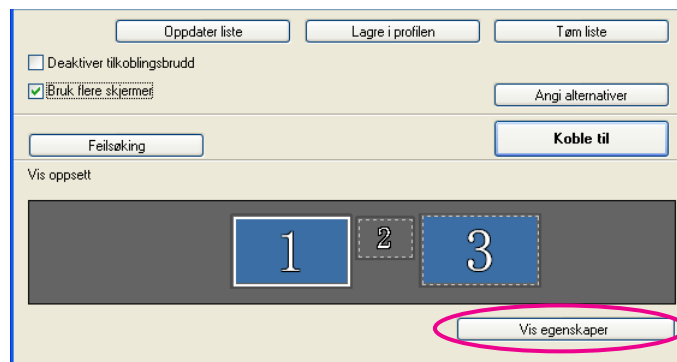 Oppdater liste Lagre i profilen Tøm liste
Deaktiver tilkoblingsbrudd
Bruk flere skjermer
Angi alternativer
Koble til
Feilsøking
Vis oppsett
1 2 3
Vis egenskaper